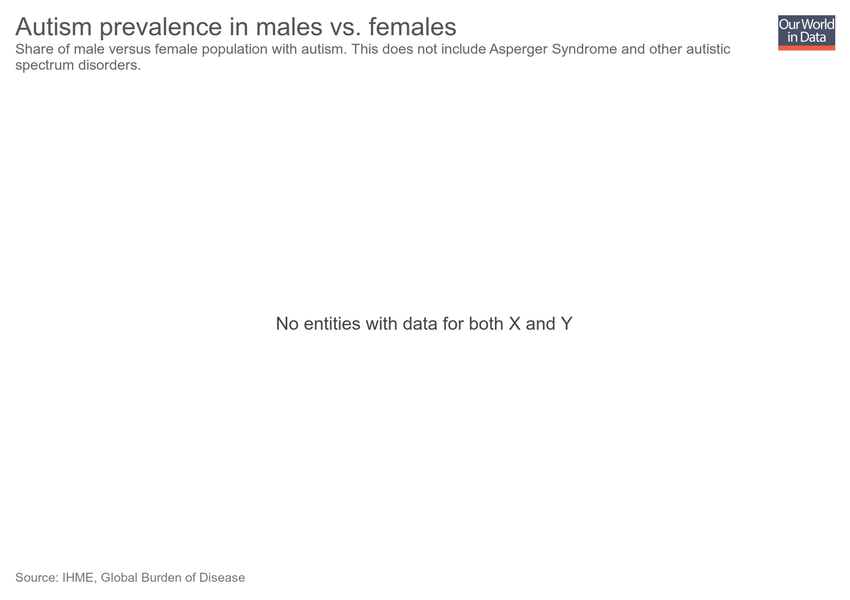 Autism prevalence in males vs. females
Share of male versus female population with autism. This does not include Asperger Syndrome and other autistic
spectrum disorders.
Our World
in Data
No entities with data for both X and Y
Source: IHME, Global Burden of Disease